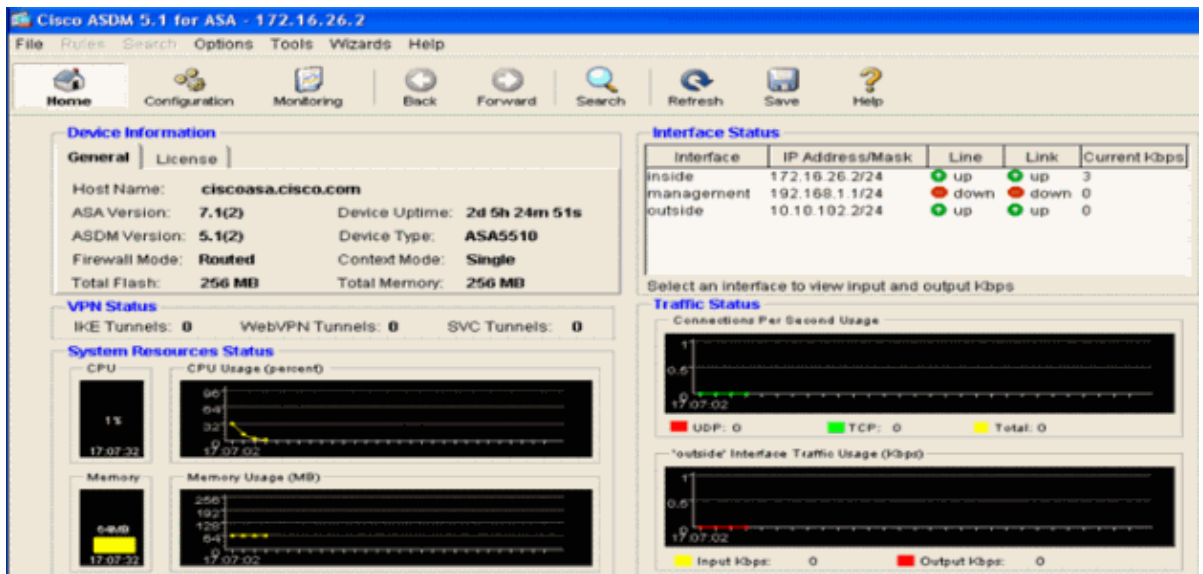 Cisco ASDM 5.1 for ASA - 172.16.26.2
File Rules Search Options Tools Wizards Help
Home Configuration Monitoring Back Forward Search Refresh Save Help
Device Information
General License
Host Name: ciscoasa.cisco.com
ASA Version: 7.1(2) Device Uptime: 2d 5h 24m 51s
ASDM Version: 5.1(2) Device Type: ASA5510
Firewall Mode: Routed Context Mode: Single
Total Flash: 256 MB Total Memory: 256 MB
VPN Status
IKE Tunnels: 0 WebVPN Tunnels: 0 SVC Tunnels: 0
System Resources Status
CPU
1%
17:07:32
CPU Usage (percent)
96
64
32
0
17:07:02
Memory
64MB
17:07:32
Memory Usage (MB)
256
192
128
64
0
17:07:02
Interface Status
Interface IP Address/Mask Line Link Current Kbps
inside 172.16.26.2/24 up up 3
management 192.168.1.1/24 down down 0
outside 10.10.102.2/24 up up 0
Select an interface to view input and output Kbps
Traffic Status
Connections Per Second Usage
1
0.5
0
17:07:02
UDP: 0 TCP: 0 Total: 0
'outside' Interface Traffic Usage (Kbps)
1
0.5
0
17:07:02
Input Kbps: 0 Output Kbps: 0